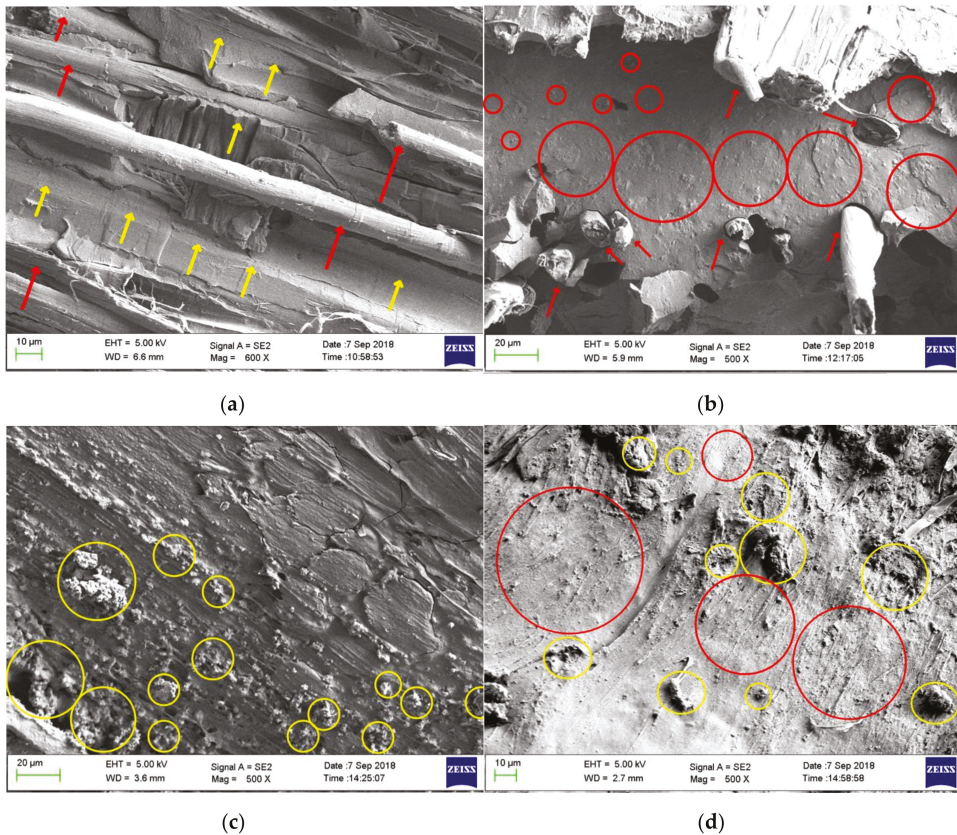 10 µm EHT = 5.00 kV Signal A = SE2 Date :7 Sep 2018 ZEISS
WD = 6.6 mm Mag = 600 X Time :10:58:53
20 µm EHT = 5.00 kV Signal A = SE2 Date :7 Sep 2018 ZEISS
WD = 5.9 mm Mag = 500 X Time :12:17:05
(a) (b)
20 µm EHT = 5.00 kV Signal A = SE2 Date :7 Sep 2018 ZEISS
WD = 3.6 mm Mag = 500 X Time :14:25:07
10 µm EHT = 5.00 kV Signal A = SE2 Date :7 Sep 2018 ZEISS
WD = 2.7 mm Mag = 500 X Time :14:58:58
(c) (d)